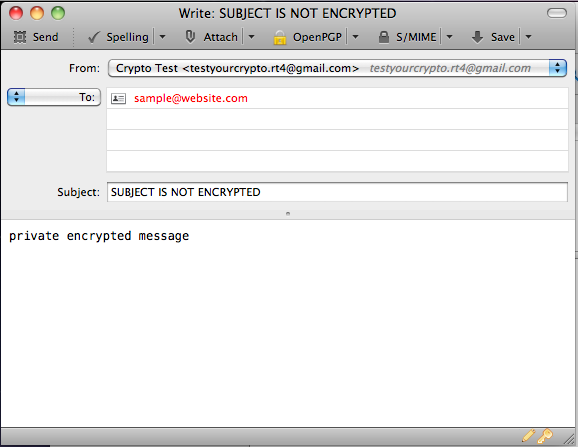 Write: SUBJECT IS NOT ENCRYPTED
Send Spelling Attach OpenPGP S/MIME Save
From: Crypto Test <testyourcrypto.rt4@gmail.com> testyourcrypto.rt4@gmail.com
To: sample@website.com
Subject: SUBJECT IS NOT ENCRYPTED
private encrypted message